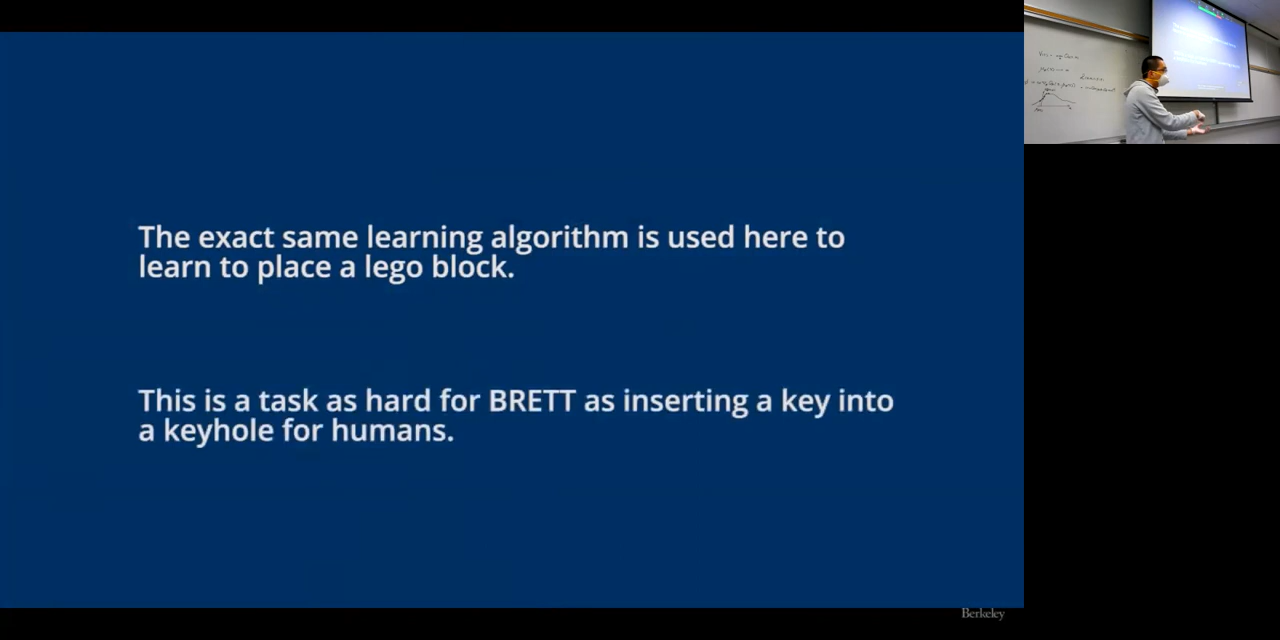 The exact same learning algorithm is used here to
learn to place a lego block.
This is a task as hard for BRETT as inserting a key into
a keyhole for humans.
Berkeley